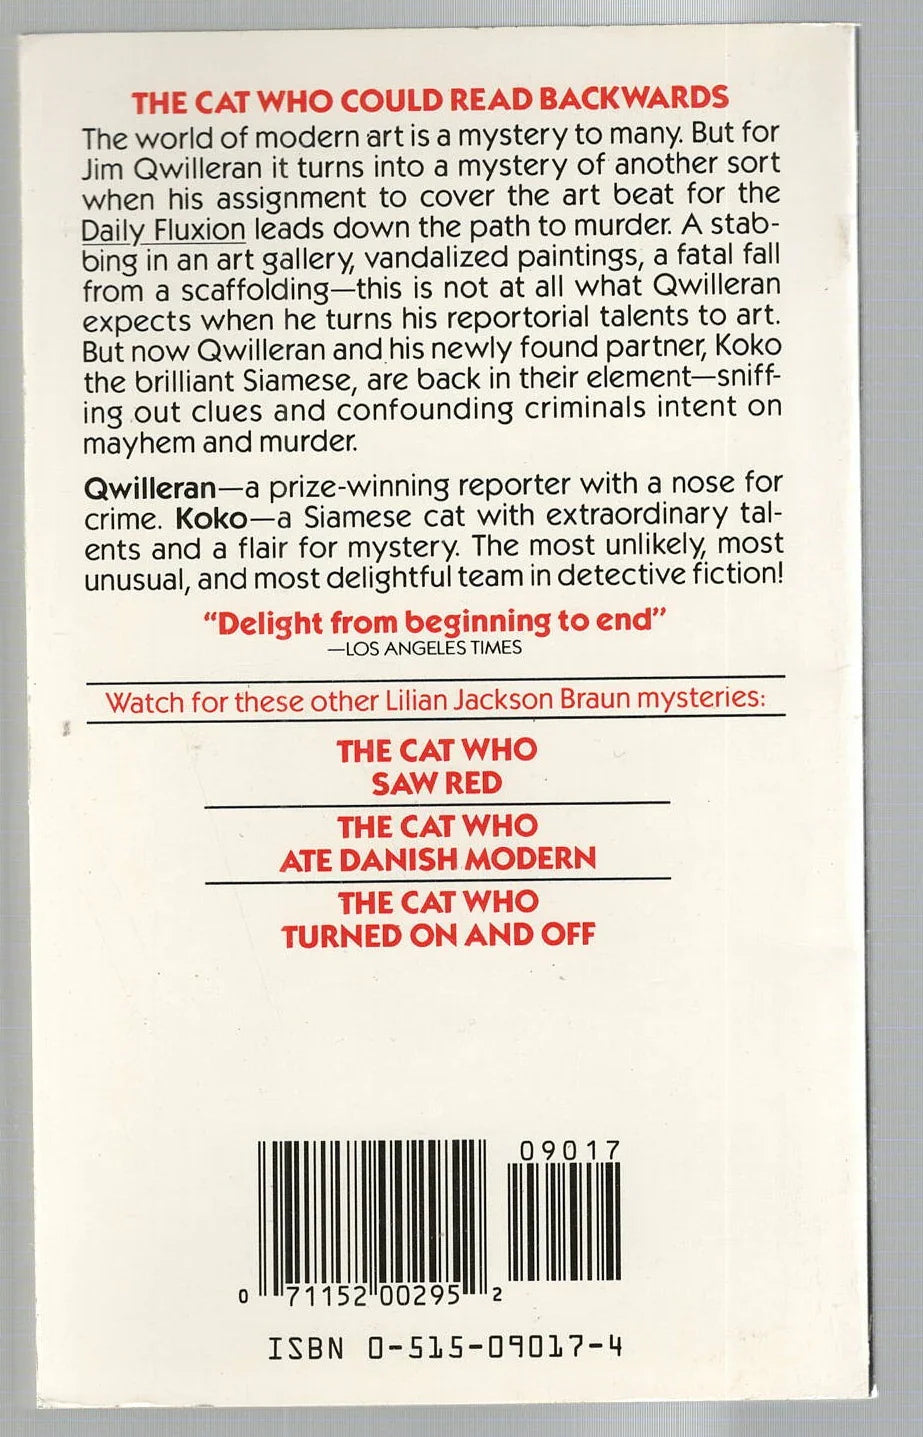 THE CAT WHO COULD READ BACKWARDS
The world of modern art is a mystery to many. But for
Jim Qwilleran it turns into a mystery of another sort
when his assignment to cover the art beat for the
Daily Fluxion leads down the path to murder. A stab-
bing in an art gallery, vandalized paintings, a fatal fall
from a scaffolding—this is not at all what Qwilleran
expects when he turns his reportorial talents to art.
But now Qwilleran and his newly found partner, Koko
the brilliant Siamese, are back in their element—sniff-
ing out clues and confounding criminals intent on
mayhem and murder.
Qwilleran—a prize-winning reporter with a nose for
crime. Koko—a Siamese cat with extraordinary tal-
ents and a flair for mystery. The most unlikely, most
unusual, and most delightful team in detective fiction!
“Delight from beginning to end”
—LOS ANGELES TIMES
Watch for these other Lilian Jackson Braun mysteries:
THE CAT WHO
SAW RED
THE CAT WHO
ATE DANISH MODERN
THE CAT WHO
TURNED ON AND OFF
09017
0 71152 00295 2
ISBN 0-515-09017-4